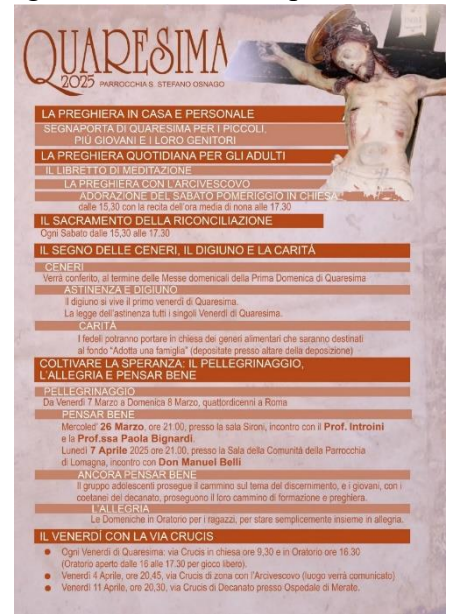 QUARESIMA
2025 PARROCCHIA S. STEFANO OSNAGO
LA PREGHIERA IN CASA E PERSONALE
SEGNAPORTA DI QUARESIMA PER I PICCOLI,
PIÙ GIOVANI E I LORO GENITORI
LA PREGHIERA QUOTIDIANA PER GLI ADULTI
IL LIBRETTO DI MEDITAZIONE
LA PREGHIERA CON L'ARCIVESCOVO
ADORAZIONE DEL SABATO POMERIGGIO IN CHIESA
dalle 15,30 con la recita dell'ora media di nona alle 17.30
IL SACRAMENTO DELLA RICONCILIAZIONE
Ogni Sabato dalle 15,30 alle 17.30
IL SEGNO DELLE CENERI, IL DIGIUNO E LA CARITÁ
CENERI
Verrà conferito, al termine delle Messe domenicali della Prima Domenica di Quaresima
ASTINENZA E DIGIUNO
Il digiuno si vive il primo venerdì di Quaresima.
La legge dell'astinenza tutti i singoli Venerdì di Quaresima.
CARITÀ
I fedeli potranno portare in chiesa dei generi alimentari che saranno destinati
al fondo "Adotta una famiglia" (depositate presso altare della deposizione)
COLTIVARE LA SPERANZA: IL PELLEGRINAGGIO,
L'ALLEGRIA E PENSAR BENE
PELLEGRINAGGIO
Da Venerdì 7 Marzo a Domenica 8 Marzo, quattordicenni a Roma
PENSAR BENE
Mercoled' 26 Marzo, ore 21.00, presso la sala Sironi, incontro con il Prof. Introini
e la Prof.ssa Paola Bignardi.
Lunedì 7 Aprile 2025 ore 21.00, presso la Sala della Comunità della Parrocchia
di Lomagna, incontro con Don Manuel Belli
ANCORA PENSAR BENE
Il gruppo adolescenti prosegue il cammino sul tema del discernimento, e i giovani, con i
coetanei del decanato, proseguono il loro cammino di formazione e preghiera.
L'ALLEGRIA
Le Domeniche in Oratorio per i ragazzi, per stare semplicemente insieme in allegria.
IL VENERDÍ CON LA VIA CRUCIS
• Ogni Venerdì di Quaresima: via Crucis in chiesa ore 9,30 e in Oratorio ore 16.30
(Oratorio aperto dalle 16 alle 17.30 per gioco libero).
• Venerdì 4 Aprile, ore 20,45, via Crucis di zona con l'Arcivescovo (luogo verrà comunicato)
• Venerdì 11 Aprile, ore 20,30, via Crucis di Decanato presso Ospedale di Merate.